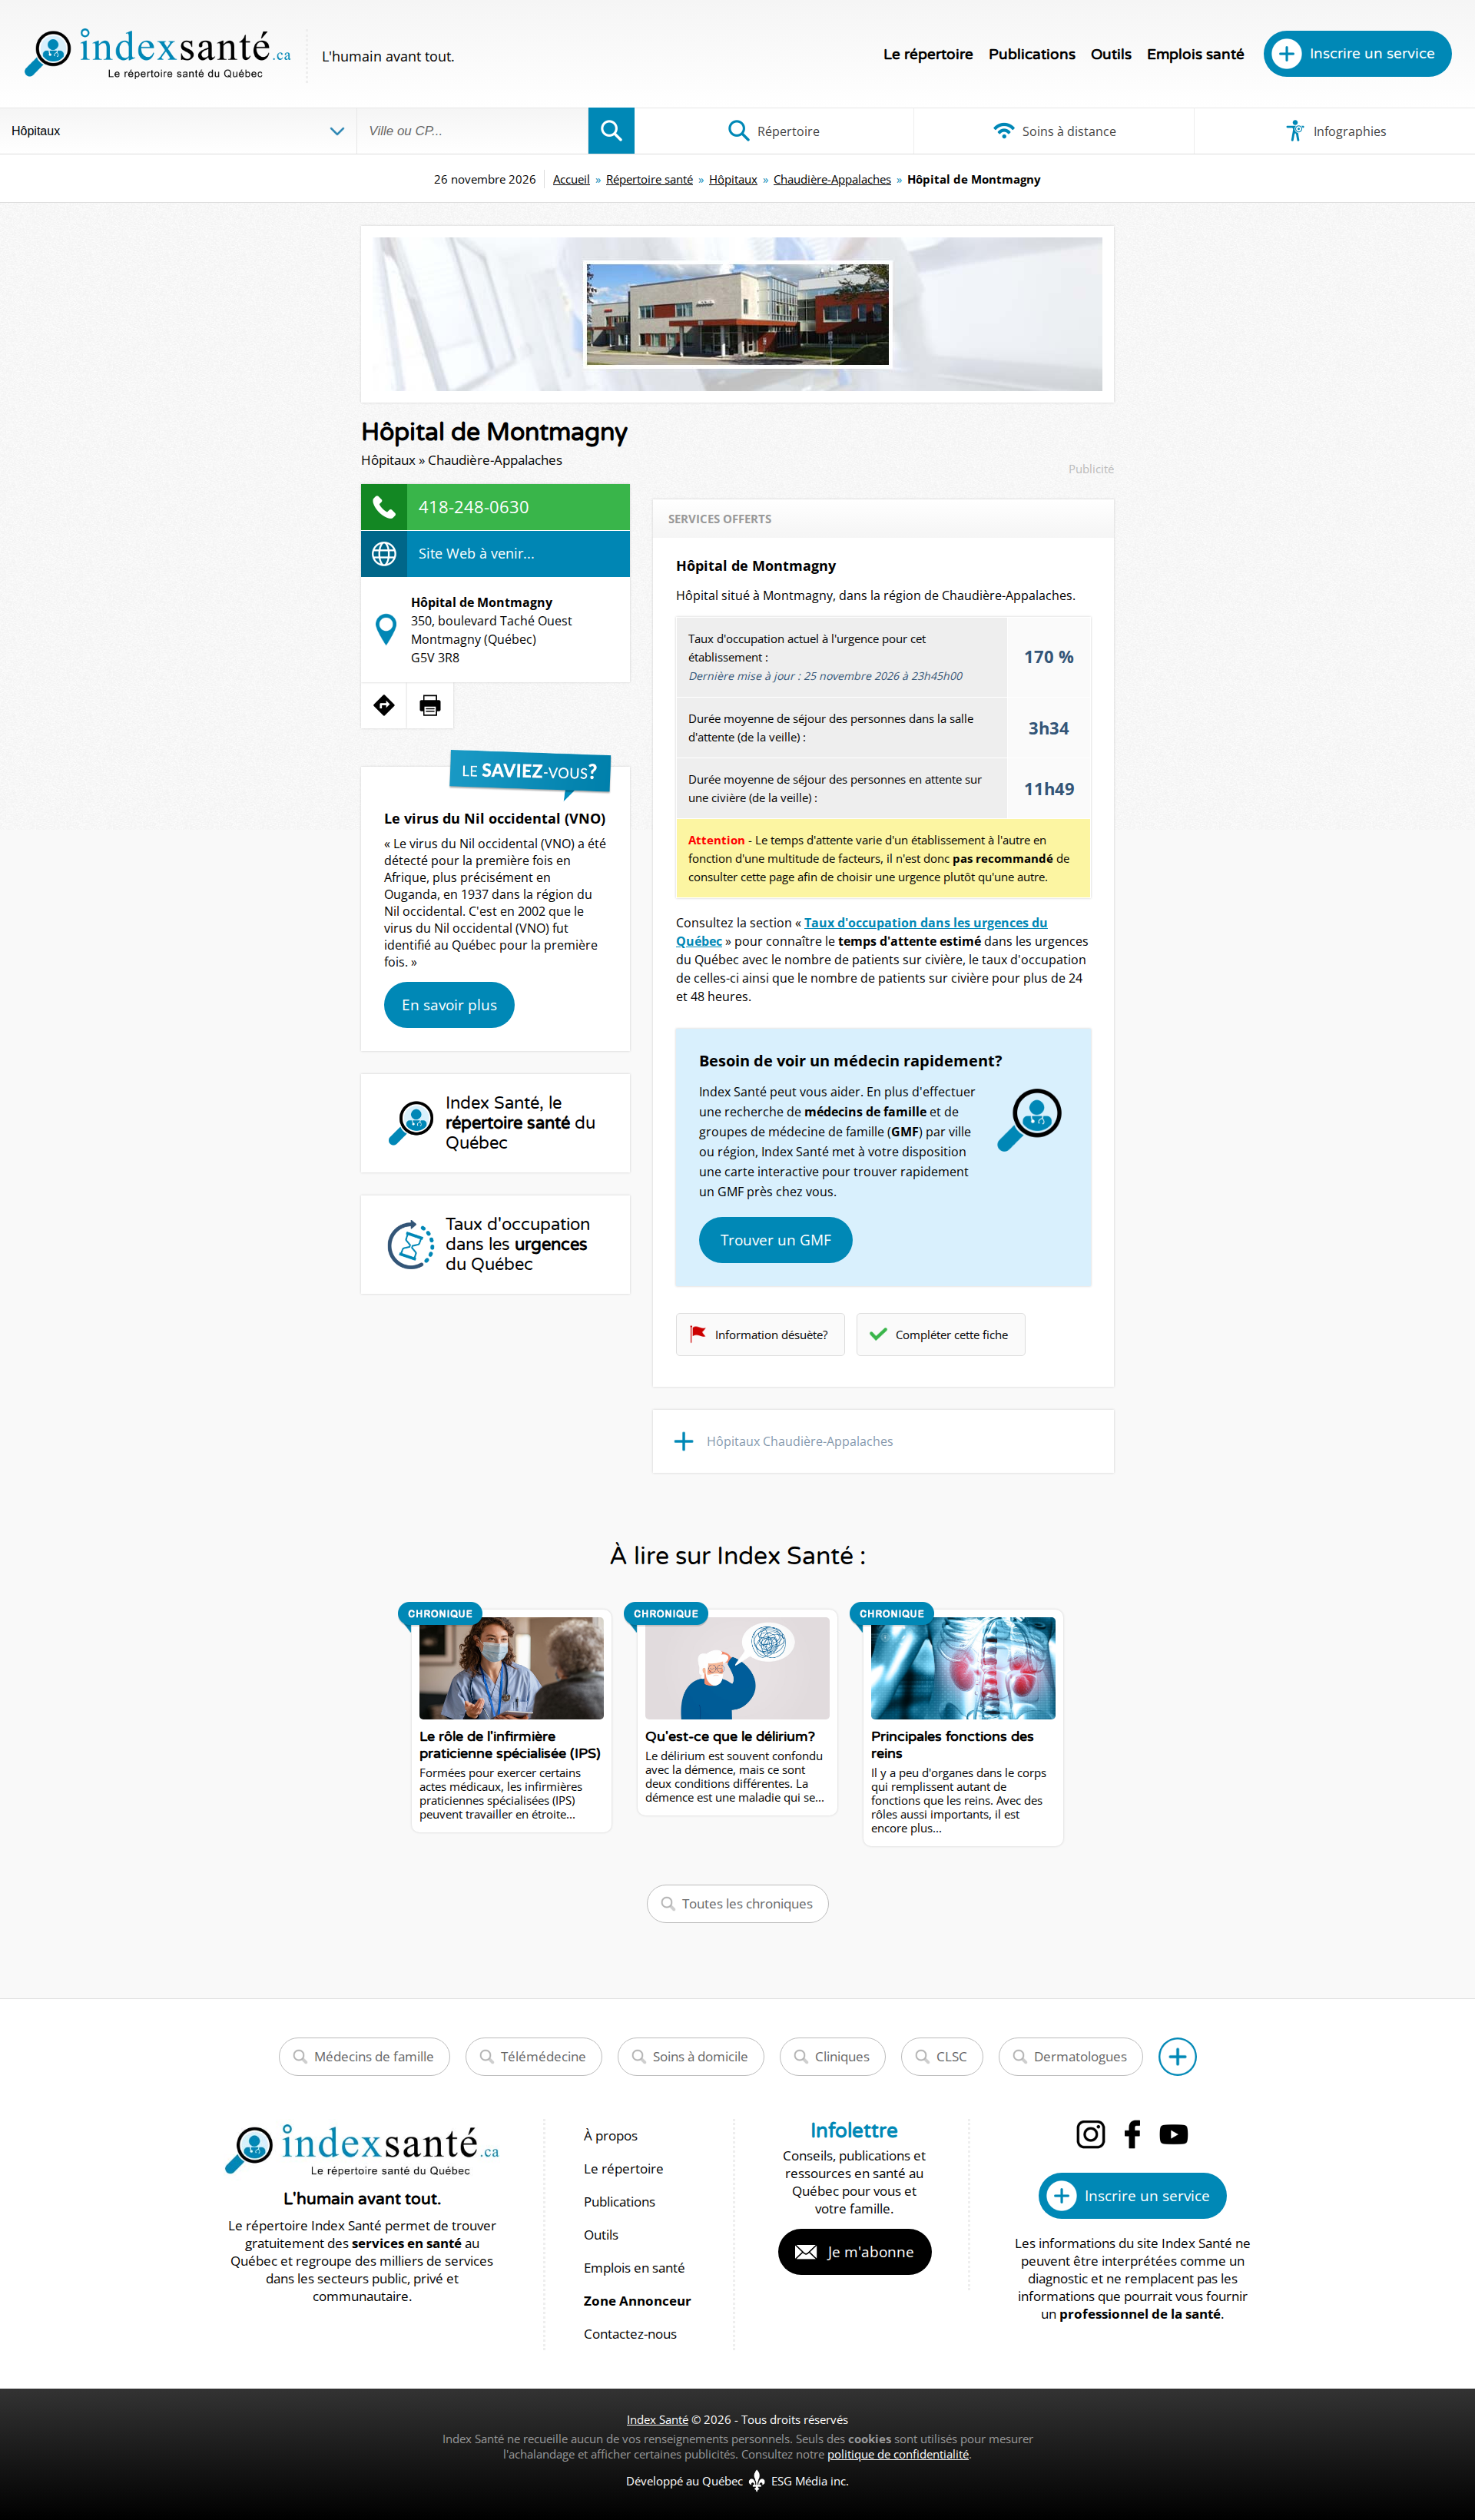 indexsanté.ca
Le répertoire santé du Québec
L'humain avant tout.
Le répertoire
Publications
Outils
Emplois santé
Inscrire un service
Hôpitaux
Ville ou CP...
Répertoire
Soins à distance
Infographies
26 novembre 2026
Accueil » Répertoire santé » Hôpitaux » Chaudière-Appalaches » Hôpital de Montmagny
Hôpital de Montmagny
Hôpitaux » Chaudière-Appalaches
Publicité
418-248-0630
Site Web à venir...
Hôpital de Montmagny
350, boulevard Taché Ouest
Montmagny (Québec)
G5V 3R8
LE SAVIEZ-VOUS?
Le virus du Nil occidental (VNO)
« Le virus du Nil occidental (VNO) a été
détecté pour la première fois en
Afrique, plus précisément en
Ouganda, en 1937 dans la région du
Nil occidental. C'est en 2002 que le
virus du Nil occidental (VNO) fut
identifié au Québec pour la première
fois. »
En savoir plus
Index Santé, le
répertoire santé du
Québec
Taux d'occupation
dans les urgences
du Québec
SERVICES OFFERTS
Hôpital de Montmagny
Hôpital situé à Montmagny, dans la région de Chaudière-Appalaches.
Taux d'occupation actuel à l'urgence pour cet
établissement :
Dernière mise à jour : 25 novembre 2026 à 23h45h00
170 %
Durée moyenne de séjour des personnes dans la salle
d'attente (de la veille) :
3h34
Durée moyenne de séjour des personnes en attente sur
une civière (de la veille) :
11h49
Attention - Le temps d'attente varie d'un établissement à l'autre en
fonction d'une multitude de facteurs, il n'est donc pas recommandé de
consulter cette page afin de choisir une urgence plutôt qu'une autre.
Consultez la section « Taux d'occupation dans les urgences du
Québec » pour connaître le temps d'attente estimé dans les urgences
du Québec avec le nombre de patients sur civière, le taux d'occupation
de celles-ci ainsi que le nombre de patients sur civière pour plus de 24
et 48 heures.
Besoin de voir un médecin rapidement?
Index Santé peut vous aider. En plus d'effectuer
une recherche de médecins de famille et de
groupes de médecine de famille (GMF) par ville
ou région, Index Santé met à votre disposition
une carte interactive pour trouver rapidement
un GMF près chez vous.
Trouver un GMF
Information désuète?
Compléter cette fiche
Hôpitaux Chaudière-Appalaches
À lire sur Index Santé :
CHRONIQUE
Le rôle de l'infirmière
praticienne spécialisée (IPS)
Formées pour exercer certains
actes médicaux, les infirmières
praticiennes spécialisées (IPS)
peuvent travailler en étroite...
CHRONIQUE
Qu'est-ce que le délirium?
Le délirium est souvent confondu
avec la démence, mais ce sont
deux conditions différentes. La
démence est une maladie qui se...
CHRONIQUE
Principales fonctions des
reins
Il y a peu d'organes dans le corps
qui remplissent autant de
fonctions que les reins. Avec des
rôles aussi importants, il est
encore plus...
Toutes les chroniques
Médecins de famille
Télémédecine
Soins à domicile
Cliniques
CLSC
Dermatologues
indexsanté.ca
Le répertoire santé du Québec
L'humain avant tout.
Le répertoire Index Santé permet de trouver
gratuitement des services en santé au
Québec et regroupe des milliers de services
dans les secteurs public, privé et
communautaire.
À propos
Le répertoire
Publications
Outils
Emplois en santé
Zone Annonceur
Contactez-nous
Infolettre
Conseils, publications et
ressources en santé au
Québec pour vous et
votre famille.
Je m'abonne
Inscrire un service
Les informations du site Index Santé ne
peuvent être interprétées comme un
diagnostic et ne remplacent pas les
informations que pourrait vous fournir
un professionnel de la santé.
Index Santé © 2026 - Tous droits réservés
Index Santé ne recueille aucun de vos renseignements personnels. Seuls des cookies sont utilisés pour mesurer
l'achalandage et afficher certaines publicités. Consultez notre politique de confidentialité.
Développé au Québec ESG Média inc.